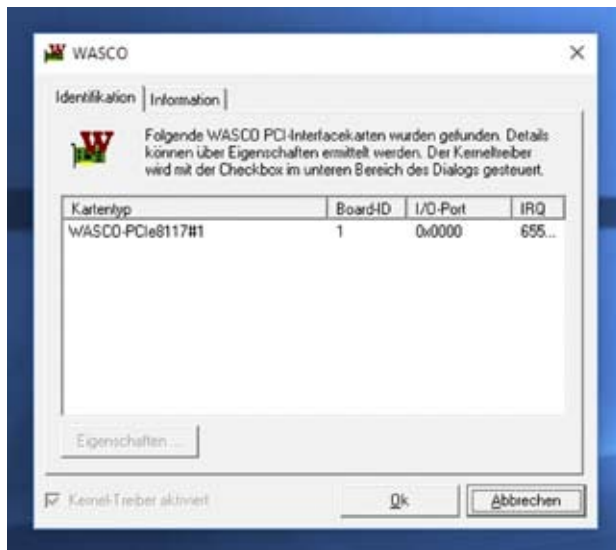 WASCO
Identifikation Information
Folgende WASCO PCI-Interfacekarten wurden gefunden. Details
können über Eigenschaften ermittelt werden. Der Kerneltreiber
wird mit der Checkbox im unteren Bereich des Dialogs gesteuert.
Kartentyp Board-ID I/O-Port IRQ
WASCO-PCIe8117#1 1 0x0000 655...
Eigenschaften ...
Kernel-Treiber aktiviert Ok Abbrechen